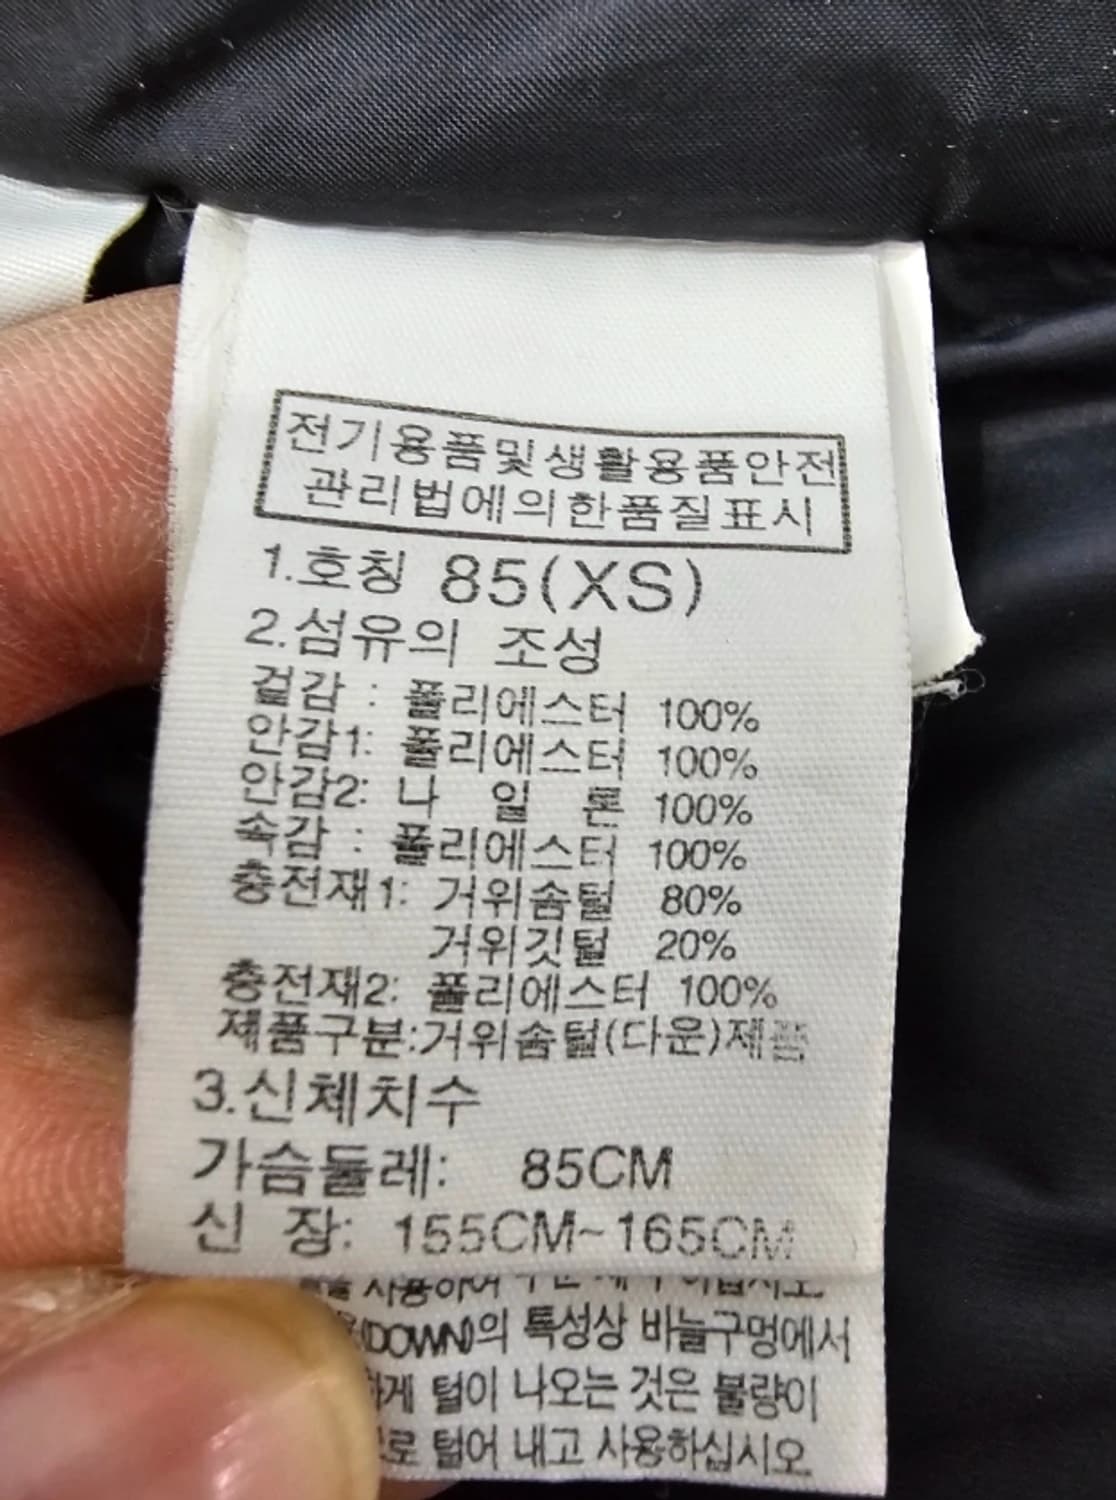 전기용품및생활용품안전
관리법에의한품질표시
1.호칭 85(XS)
2.섬유의 조성
겉감 : 폴리에스터 100%
안감1: 폴리에스터 100%
안감2: 나 일 론 100%
속감 : 폴리에스터 100%
충전재1: 거위솜털 80%
거위깃털 20%
충전재2: 폴리에스터 100%
제품구분:거위솜털(다운)제품
3.신체치수
가슴둘레: 85CM
신 장: 155CM~165CM
사용하여
(DOWN)의 특성상 바늘구멍에서
털이 나오는 것은 불량이
털어 내고 사용하십시오